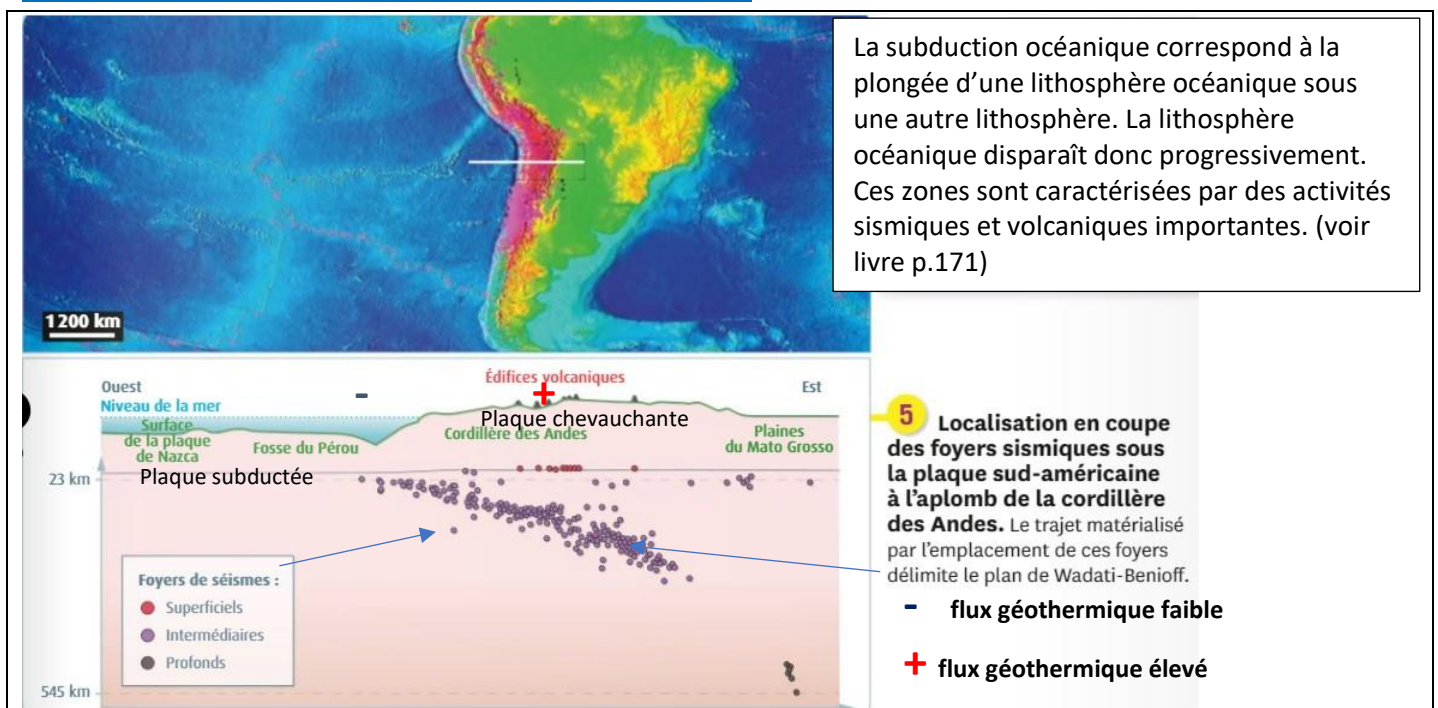 La subduction océanique correspond à la
plongée d’une lithosphère océanique sous
une autre lithosphère. La lithosphère
océanique disparaît donc progressivement.
Ces zones sont caractérisées par des activités
sismiques et volcaniques importantes. (voir
livre p.171)
1200 km
Ouest
Édifices volcaniques
Est
Niveau de la mer
-
+
Plaque chevauchante
Surface
de la plaque
de Nazca
Fosse du Pérou
Cordillère des Andes
Plaines
du Mato Grosso
Plaque subductée
23 km
Foyers de séismes :
Superficiels
Intermédiaires
Profonds
545 km
5 Localisation en coupe
des foyers sismiques sous
la plaque sud-américaine
à l’aplomb de la cordillère
des Andes. Le trajet matérialisé
par l’emplacement de ces foyers
délimite le plan de Wadati-Benioff.
- flux géothermique faible
+ flux géothermique élevé